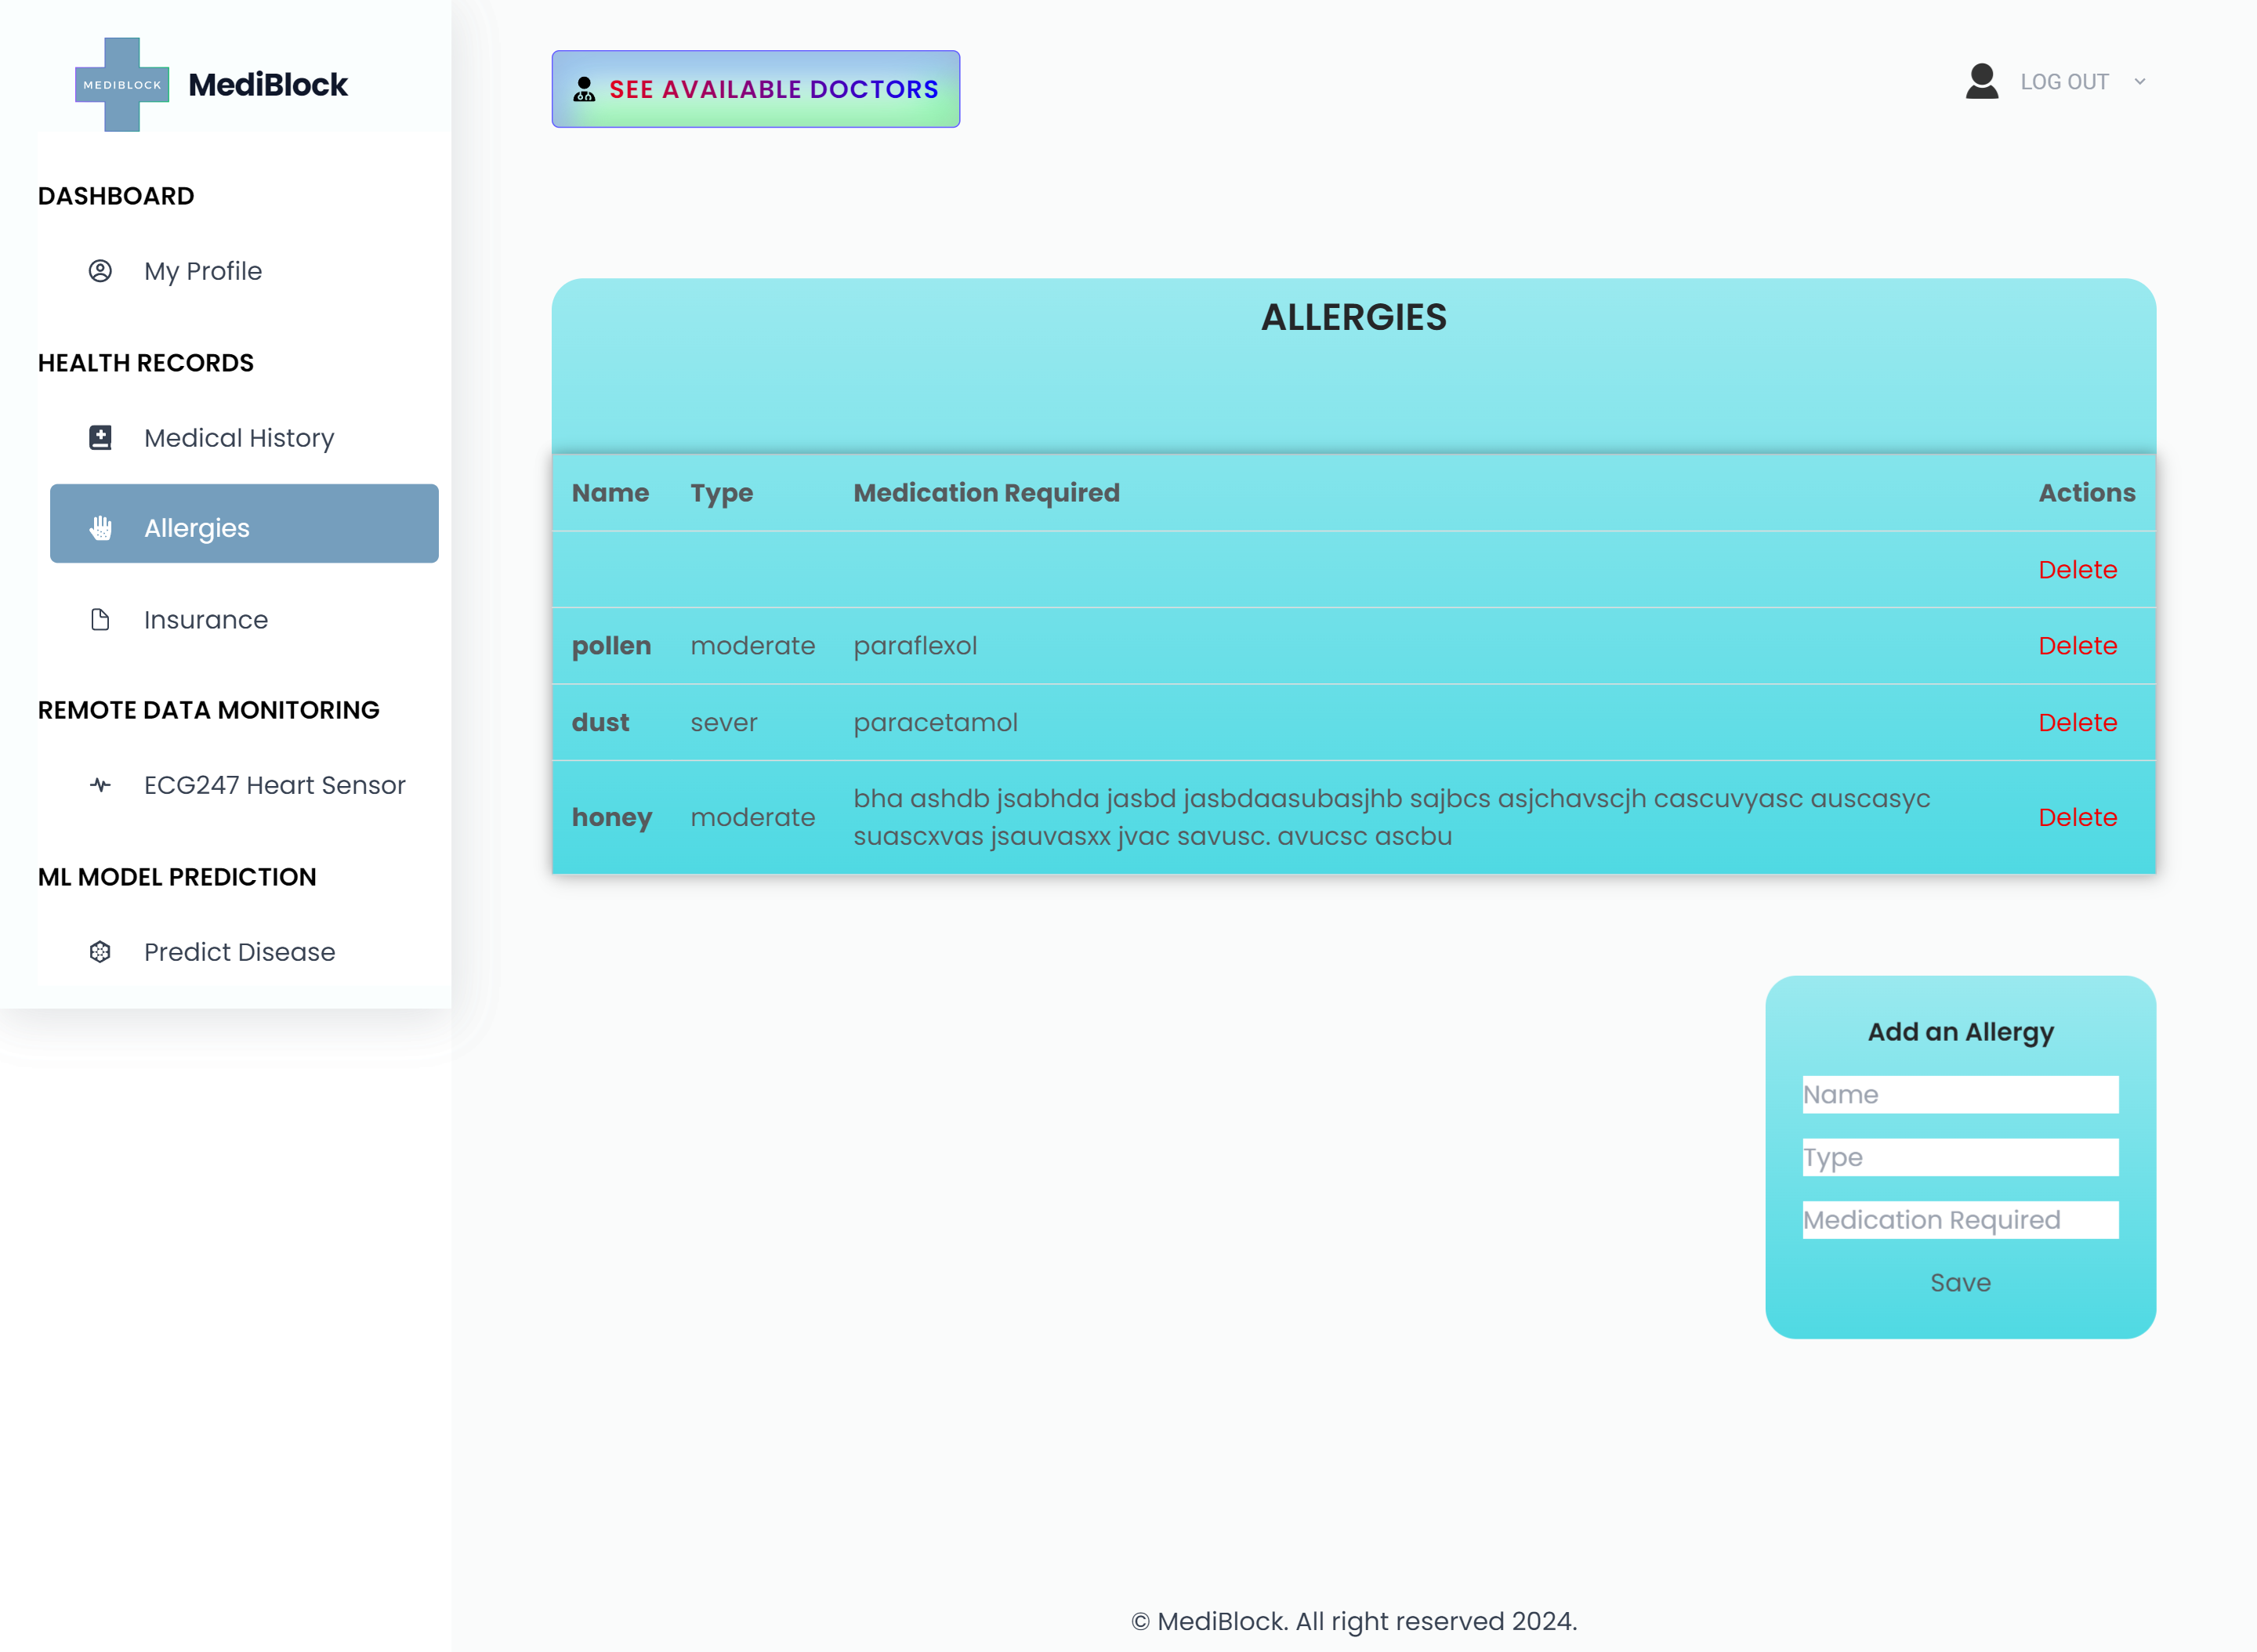 MEDIBLOCK
MediBlock
DASHBOARD
My Profile
HEALTH RECORDS
Medical History
Allergies
Insurance
REMOTE DATA MONITORING
ECG247 Heart Sensor
ML MODEL PREDICTION
Predict Disease
SEE AVAILABLE DOCTORS
LOG OUT
ALLERGIES
Name Type Medication Required Actions
Delete
pollen moderate paraflexol Delete
dust sever paracetamol Delete
honey moderate bha ashdb jsabhda jasbd jasbdaasubasjhb sajbcs asjchavscjh cascuvyasc auscasyc
suascxvas jsauvasxx jvac savusc. avucsc ascbu Delete
Add an Allergy
Name
Type
Medication Required
Save
© MediBlock. All right reserved 2024.